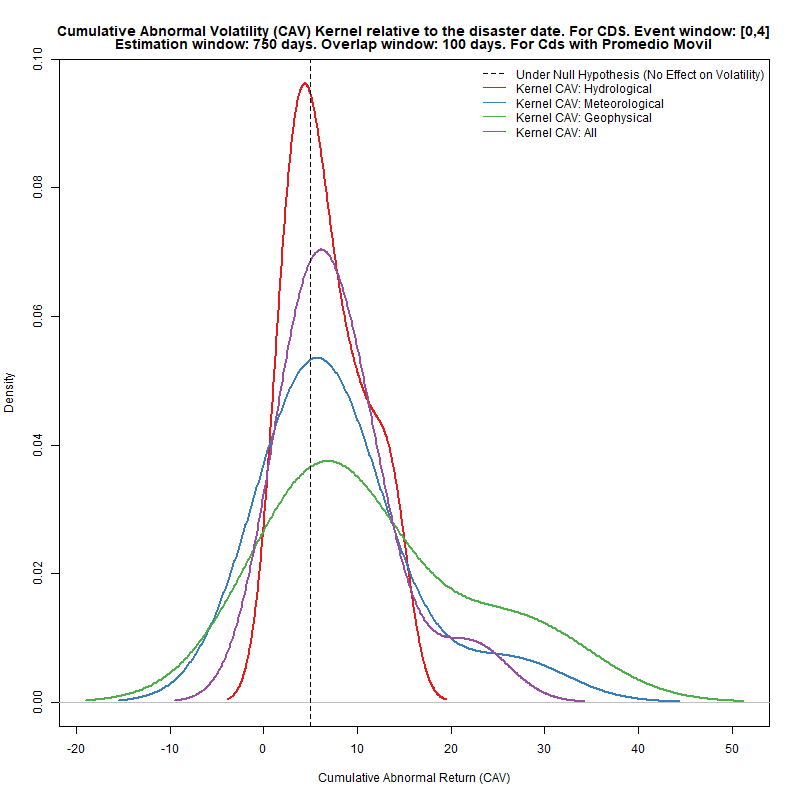 Cumulative Abnormal Volatility (CAV) Kernel relative to the disaster date. For CDS. Event window: [0,4]
Estimation window: 750 days. Overlap window: 100 days. For Cds with Promedio Movil
Under Null Hypothesis (No Effect on Volatility)
Kernel CAV: Hydrological
Kernel CAV: Meteorological
Kernel CAV: Geophysical
Kernel CAV: All
Density
0.10
0.08
0.06
0.04
0.02
0.00
-20 -10 0 10 20 30 40 50
Cumulative Abnormal Return (CAV)